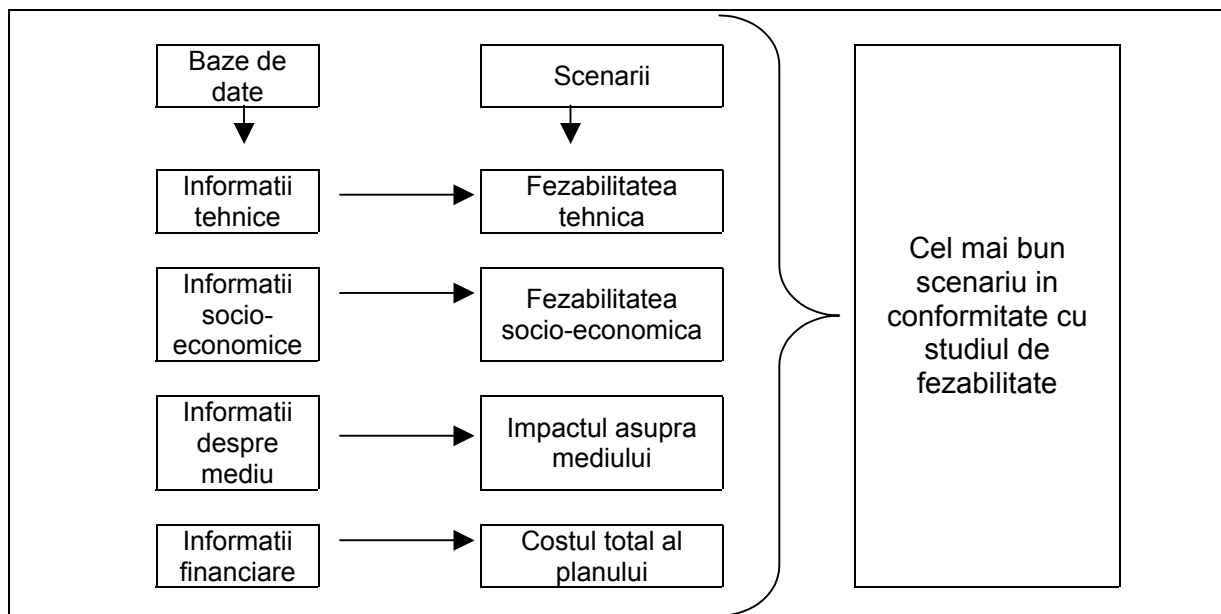 Baze de
date
Scenarii
Informatii
tehnice
Fezabilitatea
tehnica
Informatii
socio-
economice
Fezabilitatea
socio-economica
Informatii
despre
mediu
Impactul asupra
mediului
Informatii
financiare
Costul total al
planului
Cel mai bun
scenariu in
conformitate cu
studiul de
fezabilitate